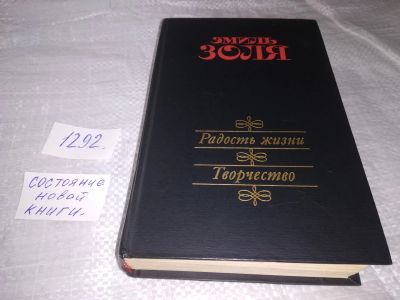 ЭМИЛЬ
ЗОЛЯ
Радость жизни
Творчество
1292.
состояние
новой
книги.